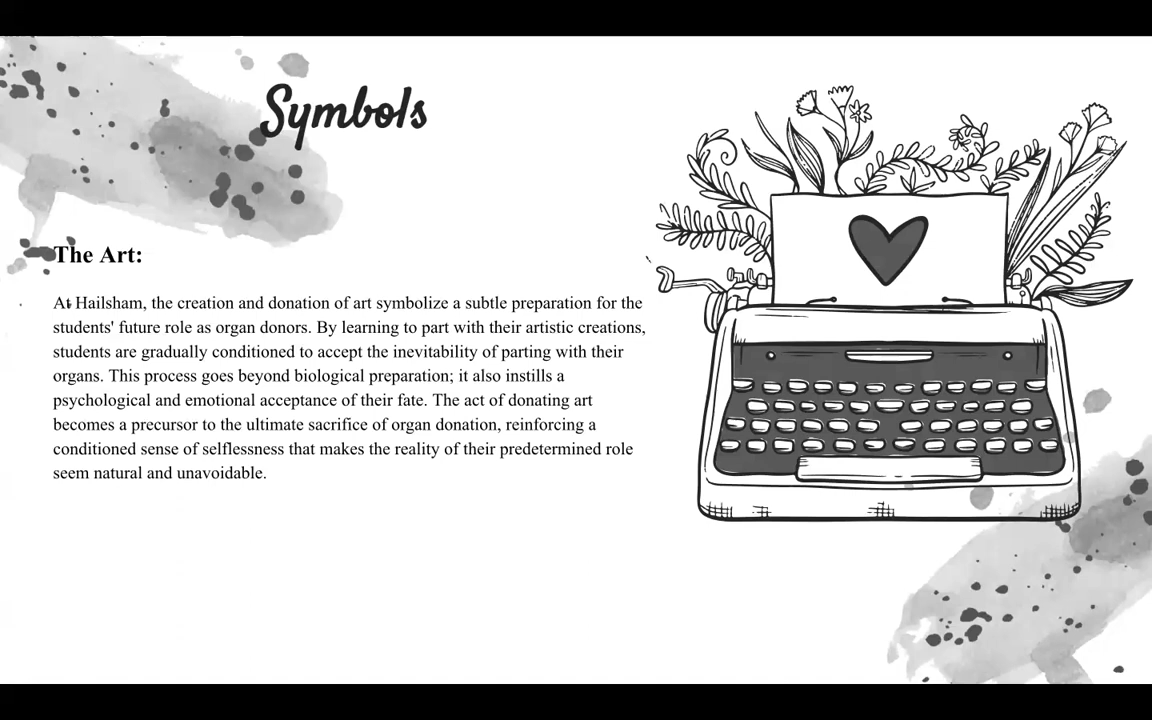 Symbols
The Art:
At Hailsham, the creation and donation of art symbolize a subtle preparation for the
students' future role as organ donors. By learning to part with their artistic creations,
students are gradually conditioned to accept the inevitability of parting with their
organs. This process goes beyond biological preparation; it also instills a
psychological and emotional acceptance of their fate. The act of donating art
becomes a precursor to the ultimate sacrifice of organ donation, reinforcing a
conditioned sense of selflessness that makes the reality of their predetermined role
seem natural and unavoidable.